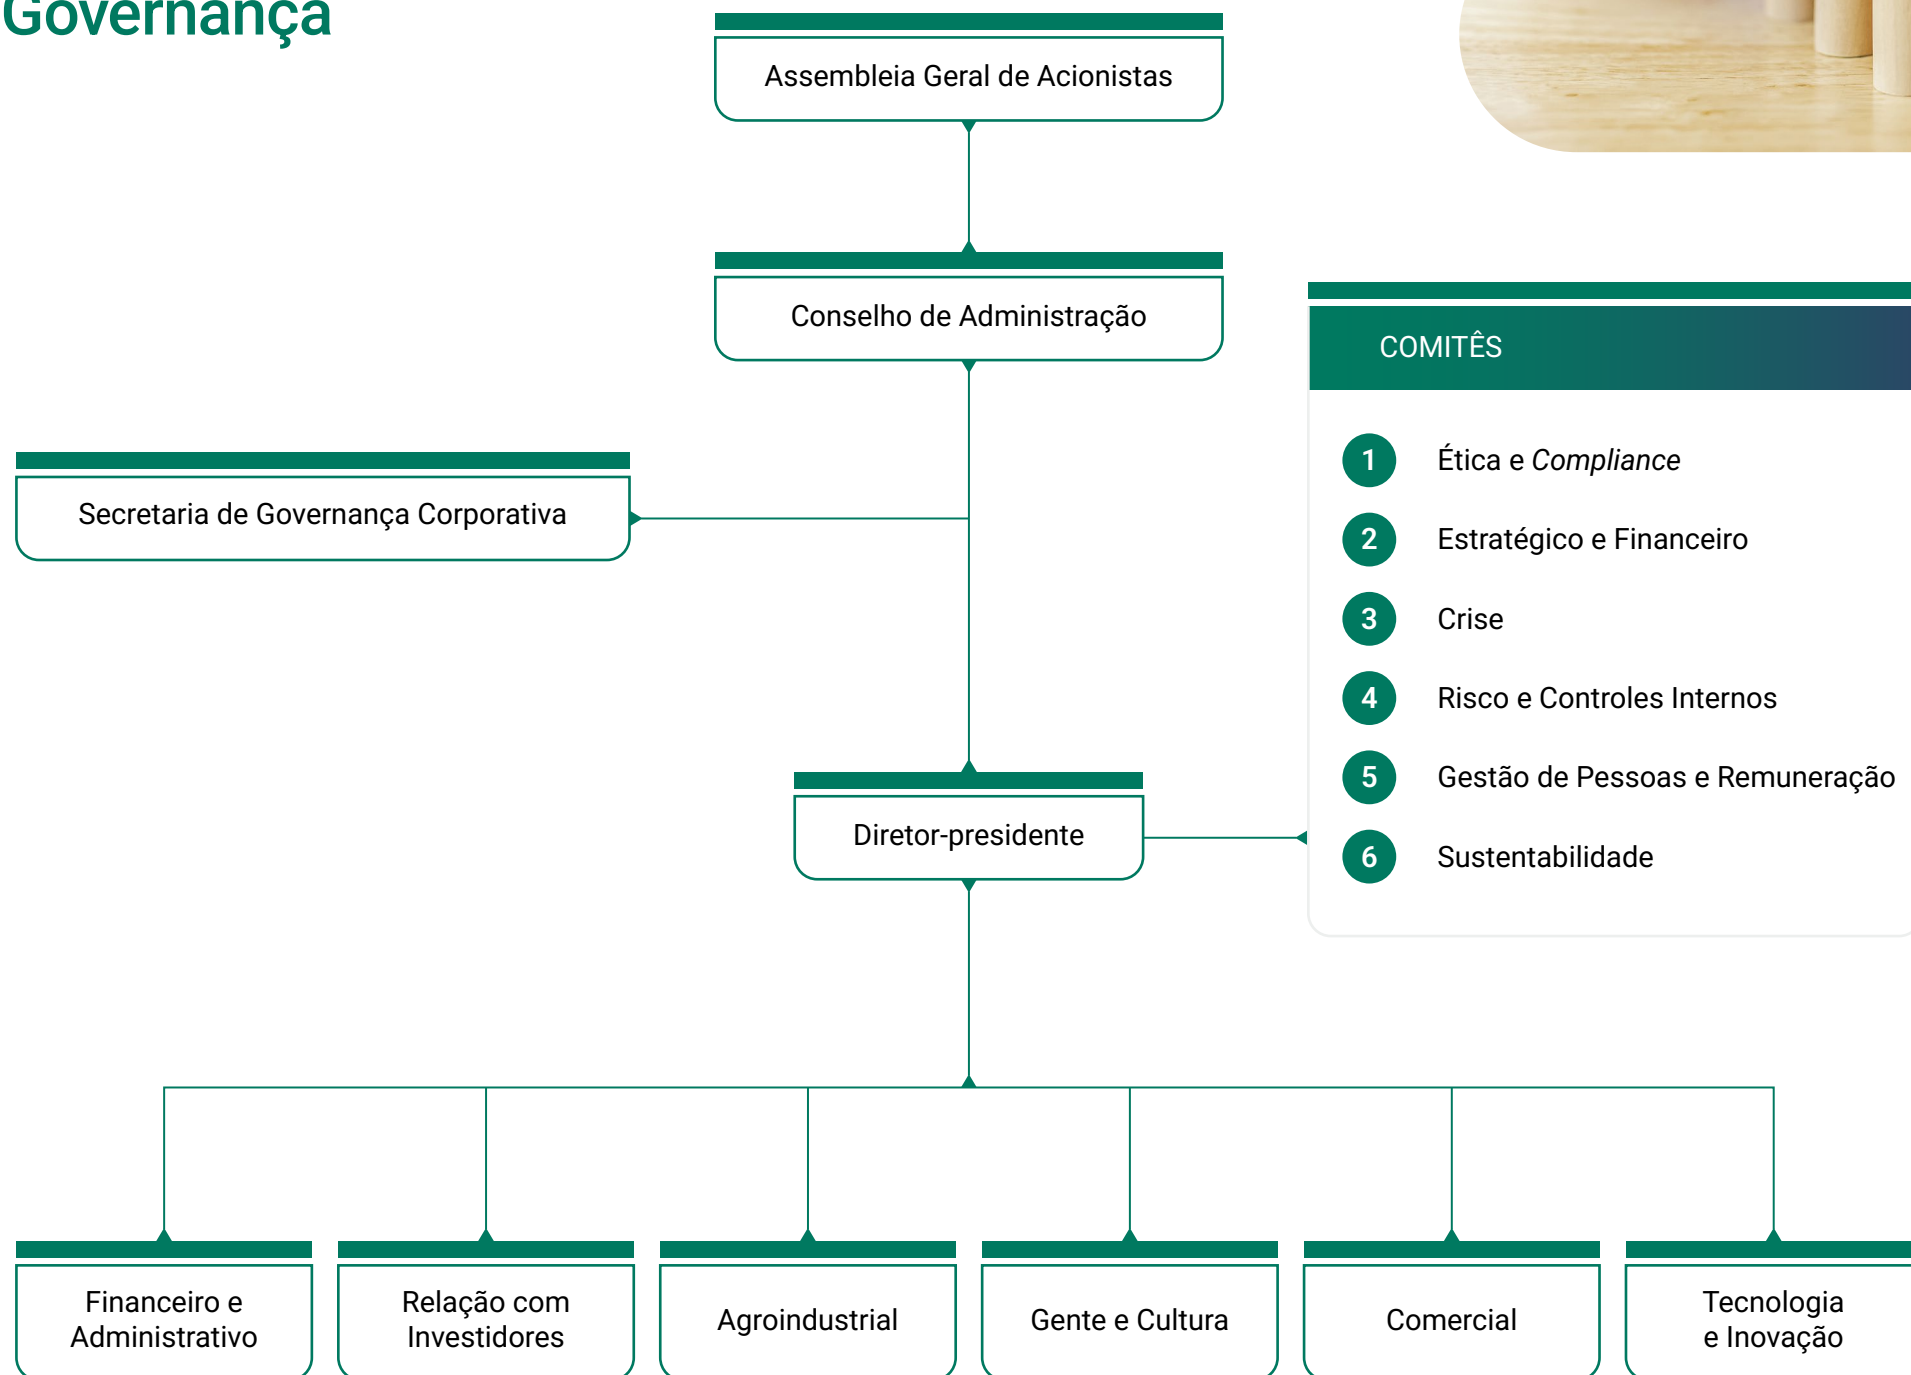 Governança
Assembleia Geral de Acionistas
Conselho de Administração
Secretaria de Governança Corporativa
COMITÊS
1 Ética e Compliance
2 Estratégico e Financeiro
3 Crise
4 Risco e Controles Internos
5 Gestão de Pessoas e Remuneração
6 Sustentabilidade
Diretor-presidente
Financeiro e
Administrativo
Relação com
Investidores
Agroindustrial
Gente e Cultura
Comercial
Tecnologia
e Inovação